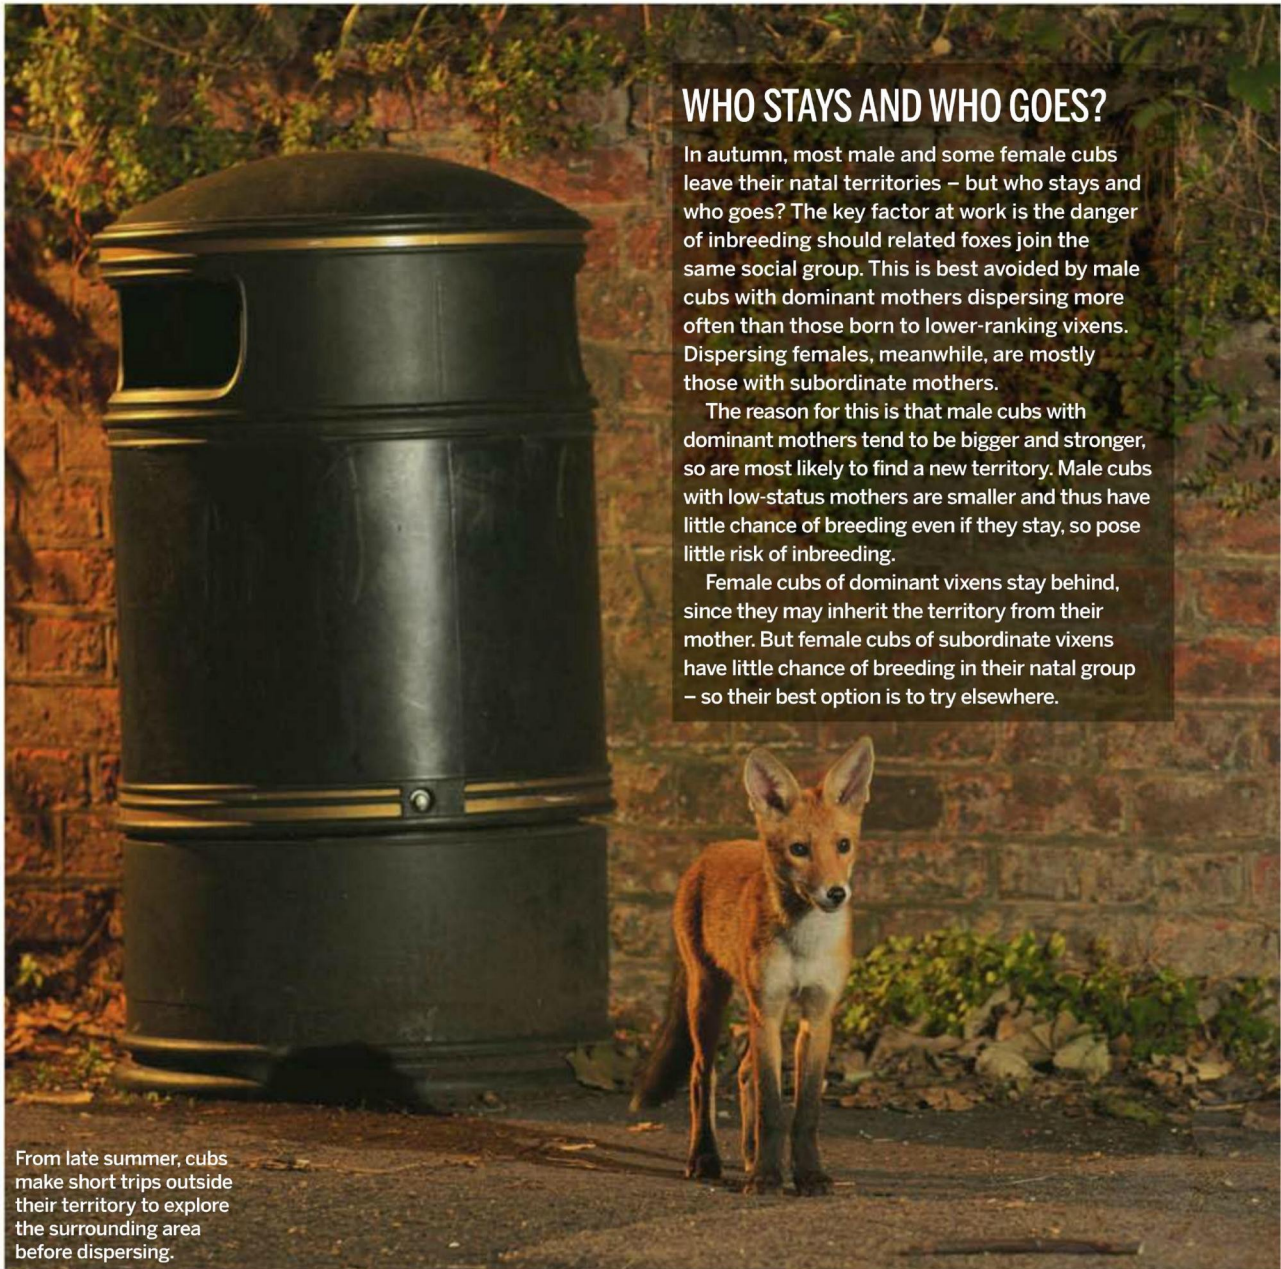 WHO STAYS AND WHO GOES?
In autumn, most male and some female cubs
leave their natal territories – but who stays and
who goes? The key factor at work is the danger
of inbreeding should related foxes join the
same social group. This is best avoided by male
cubs with dominant mothers dispersing more
often than those born to lower-ranking vixens.
Dispersing females, meanwhile, are mostly
those with subordinate mothers.
The reason for this is that male cubs with
dominant mothers tend to be bigger and stronger,
so are most likely to find a new territory. Male cubs
with low-status mothers are smaller and thus have
little chance of breeding even if they stay, so pose
little risk of inbreeding.
Female cubs of dominant vixens stay behind,
since they may inherit the territory from their
mother. But female cubs of subordinate vixens
have little chance of breeding in their natal group
– so their best option is to try elsewhere.
From late summer, cubs
make short trips outside
their territory to explore
the surrounding area
before dispersing.